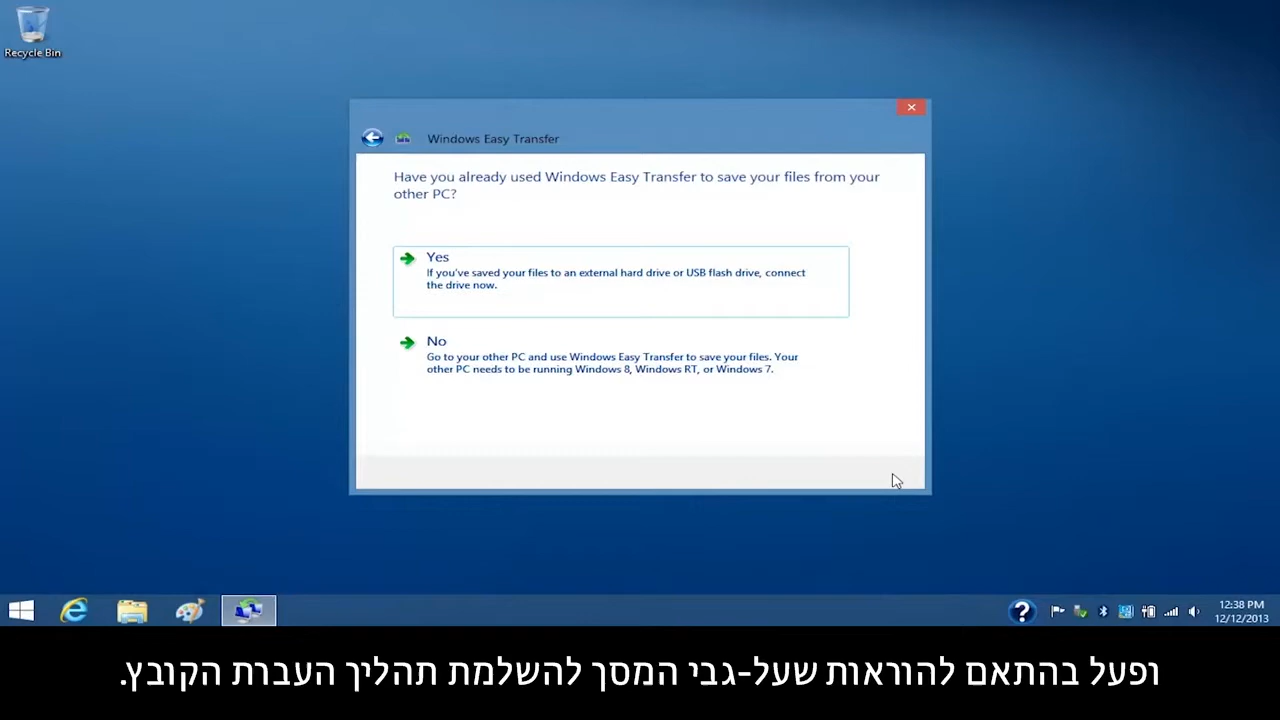 Recycle Bin
Windows Easy Transfer
Have you already used Windows Easy Transfer to save your files from your
other PC?
Yes
If you've saved your files to an external hard drive or USB flash drive, connect
the drive now.
No
Go to your other PC and use Windows Easy Transfer to save your files. Your
other PC needs to be running Windows 8, Windows RT, or Windows 7.
12:38 PM
12/12/2013
ופעל בהתאם להוראות שעל-גבי המסך להשלמת תהליך העברת הקובץ.